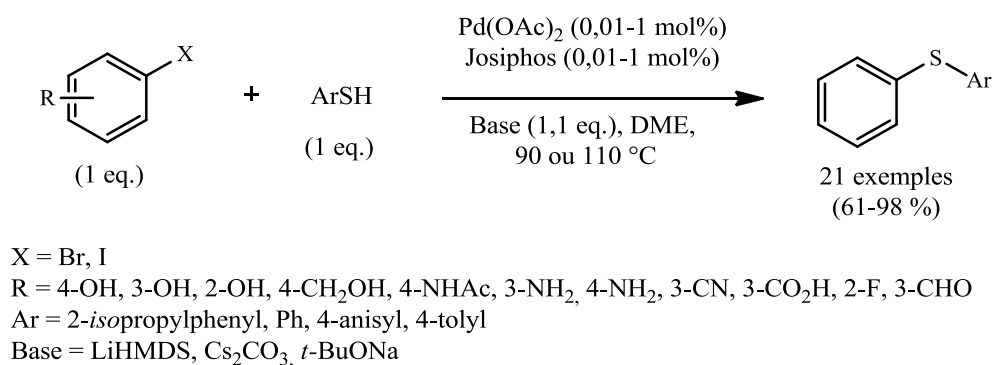 R
X
+
ArSH
Pd(OAc)₂ (0,01-1 mol%)
Josiphos (0,01-1 mol%)
Base (1,1 eq.), DME,
90 ou 110 °C
S
Ar
(1 eq.)
(1 eq.)
21 exemples
(61-98 %)
X = Br, I
R = 4-OH, 3-OH, 2-OH, 4-CH₂OH, 4-NHAc, 3-NH₂, 4-NH₂, 3-CN, 3-CO₂H, 2-F, 3-CHO
Ar = 2-isopropylphenyl, Ph, 4-anisyl, 4-tolyl
Base = LiHMDS, Cs₂CO₃, t-BuONa